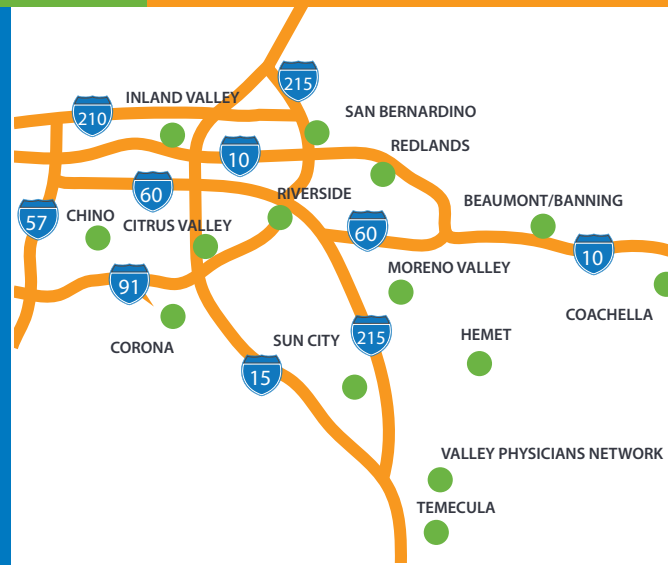 215
INLAND VALLEY
210
SAN BERNARDINO
10
REDLANDS
60
RIVERSIDE
BEAUMONT/BANNING
57
CHINO
CITRUS VALLEY
60
10
MORENO VALLEY
91
COACHELLA
CORONA
SUN CITY
215
HEMET
15
VALLEY PHYSICIANS NETWORK
TEMECULA